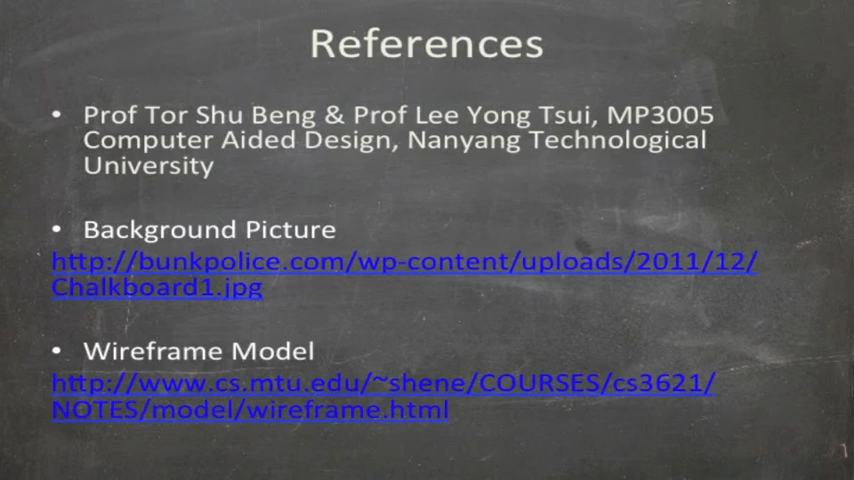 References
• Prof Tor Shu Beng & Prof Lee Yong Tsui, MP3005
Computer Aided Design, Nanyang Technological
University
• Background Picture
http://bunkpolice.com/wp-content/uploads/2011/12/
Chalkboard1.jpg
• Wireframe Model
http://www.cs.mtu.edu/~shene/COURSES/cs3621/
NOTES/model/wireframe.html